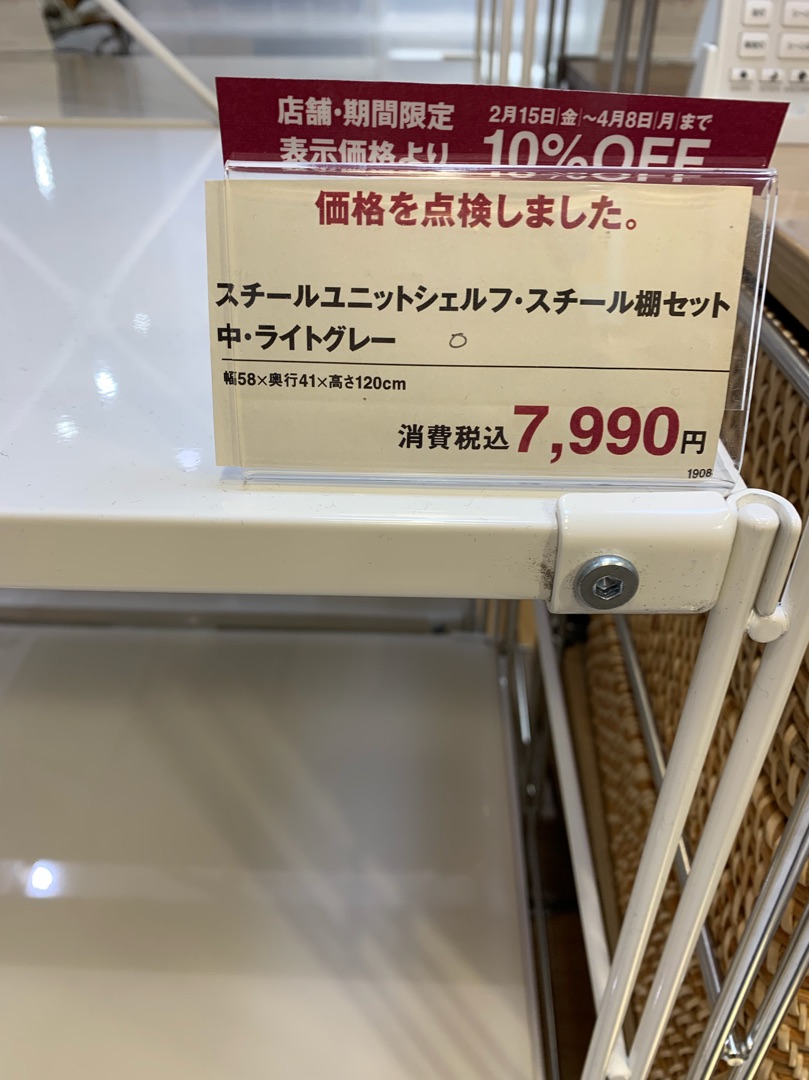 店舗・期間限定 2月15日|金|〜4月8日|月|まで
表示価格より 10%OFF
価格を点検しました。
スチールユニットシェルフ・スチール棚セット
中・ライトグレー
幅58×奥行41×高さ120cm
消費税込7,990円
1908